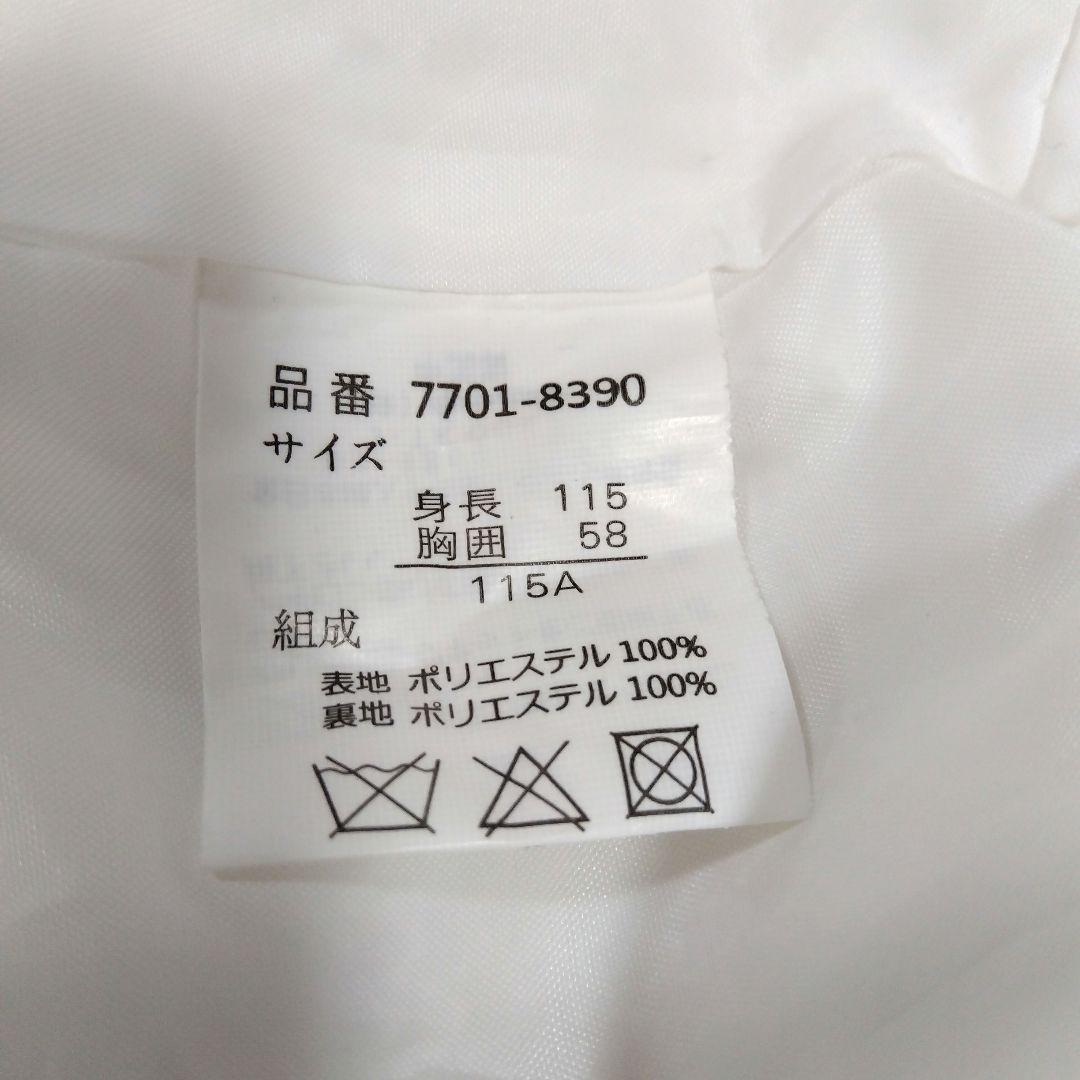 品番 7701-8390
サイズ
身長 115
胸囲 58
115A
組成
表地 ポリエステル 100%
裏地 ポリエステル 100%